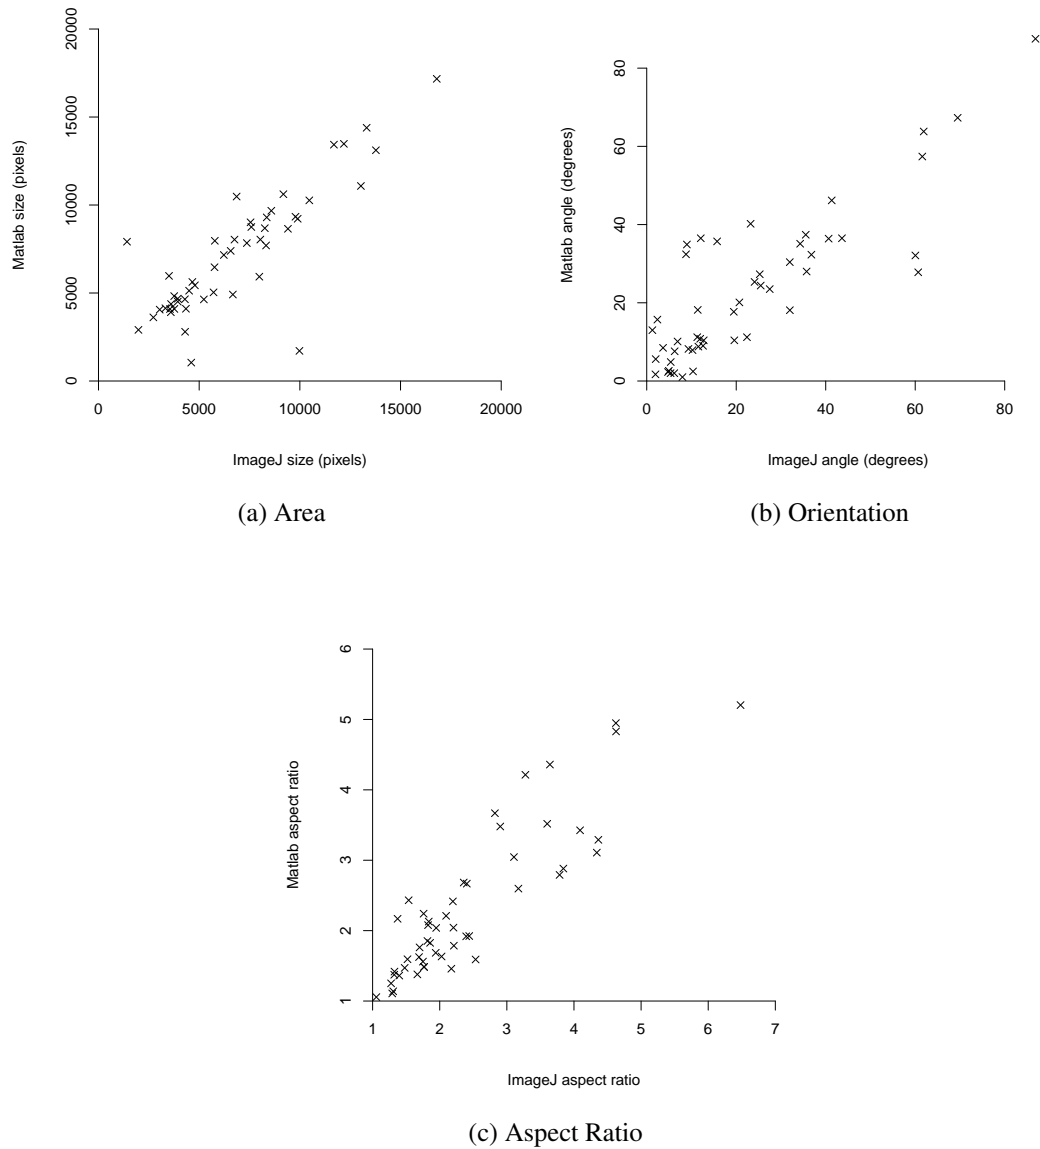 20000
15000
10000
5000
0
Matlab size (pixels)
0 5000 10000 15000 20000
ImageJ size (pixels)
(a) Area
80
60
40
20
0
Matlab angle (degrees)
0 20 40 60 80
ImageJ angle (degrees)
(b) Orientation
6
5
4
3
2
1
Matlab aspect ratio
1 2 3 4 5 6 7
ImageJ aspect ratio
(c) Aspect Ratio